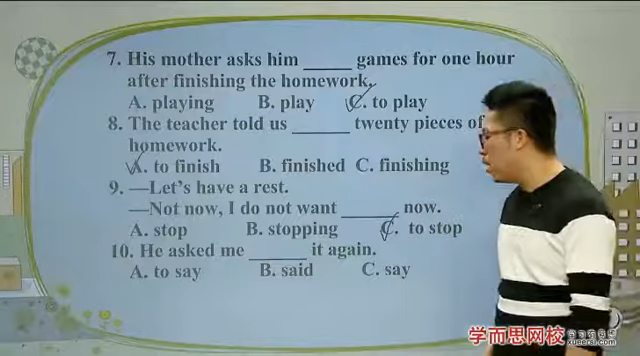 7. His mother asks him _____ games for one hour
after finishing the homework.
A. playing B. play C. to play
8. The teacher told us ______ twenty pieces of
homework.
A. to finish B. finished C. finishing
9. —Let's have a rest.
—Not now, I do not want _______ now.
A. stop B. stopping C. to stop
10. He asked me ______ it again.
A. to say B. said C. say
学而思网校
xueersi.com